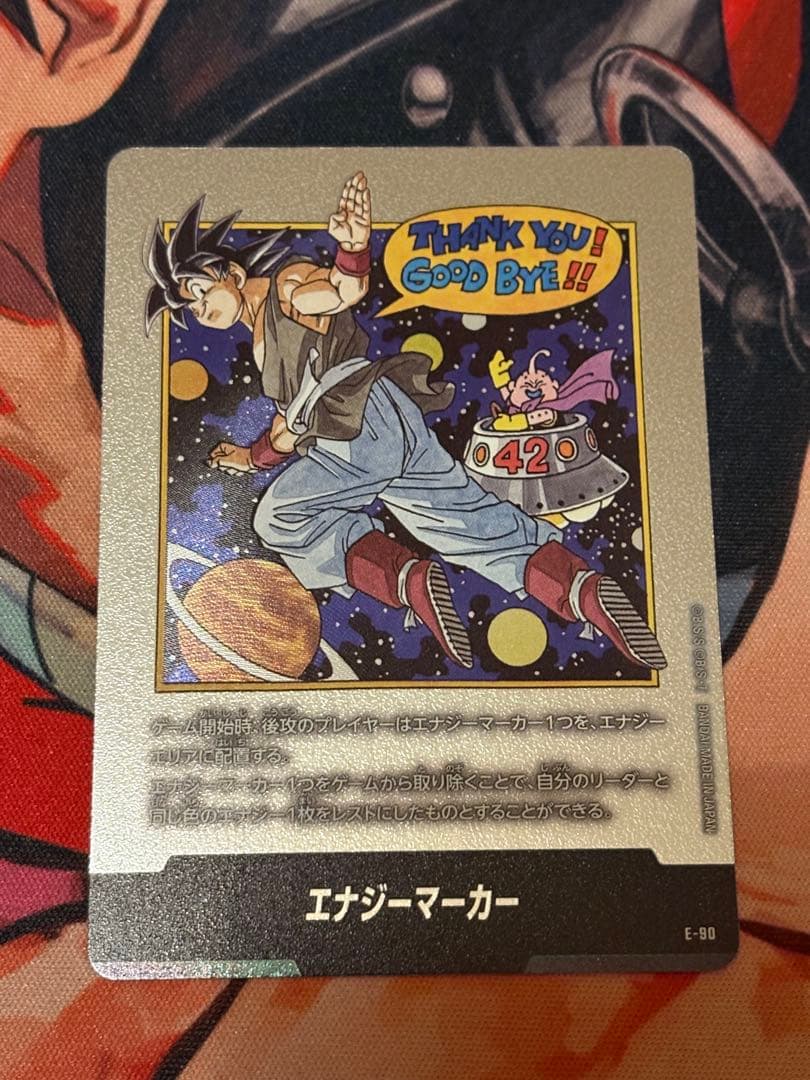 THANK YOU!
GOOD BYE!!
42
ゲーム開始時、後攻のプレイヤーはエナジーマーカー1つを、エナジー
エリアに配置する。
エナジーマーカー1つをゲームから取り除くことで、自分のリーダーと
同じ色のエナジー1枚をレストにしたものとすることができる。
©B/S/S ©B/S・T BANDAI MADE IN JAPAN
エナジーマーカー
E-90